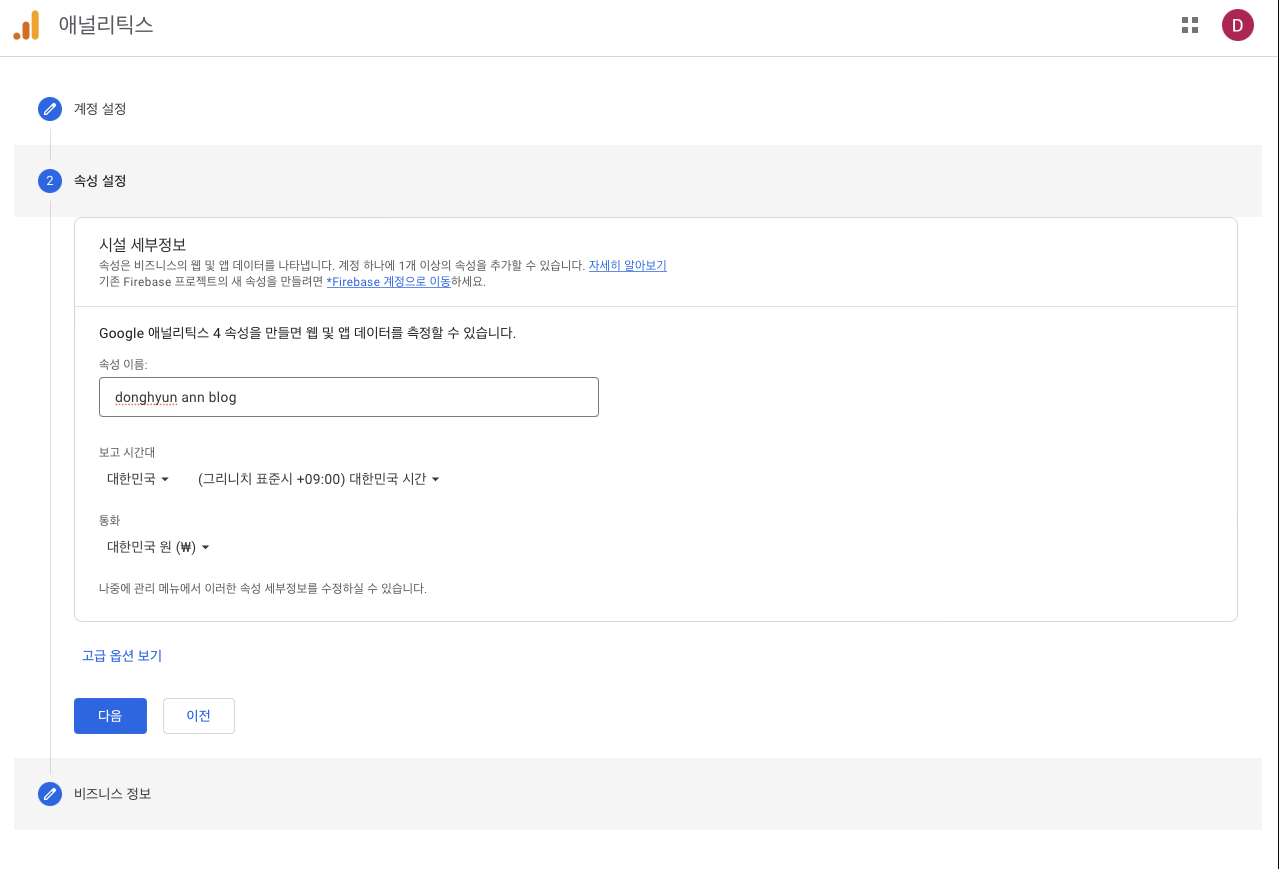 애널리틱스
D
계정 설정
2
속성 설정
시설 세부정보
속성은 비즈니스의 웹 및 앱 데이터를 나타냅니다. 계정 하나에 1개 이상의 속성을 추가할 수 있습니다. 자세히 알아보기
기존 Firebase 프로젝트의 새 속성을 만들려면 *Firebase 계정으로 이동하세요.
Google 애널리틱스 4 속성을 만들면 웹 및 앱 데이터를 측정할 수 있습니다.
속성 이름:
donghyun ann blog
보고 시간대
대한민국 (그리니치 표준시 +09:00) 대한민국 시간
통화
대한민국 원 (₩)
나중에 관리 메뉴에서 이러한 속성 세부정보를 수정하실 수 있습니다.
고급 옵션 보기
다음 이전
비즈니스 정보